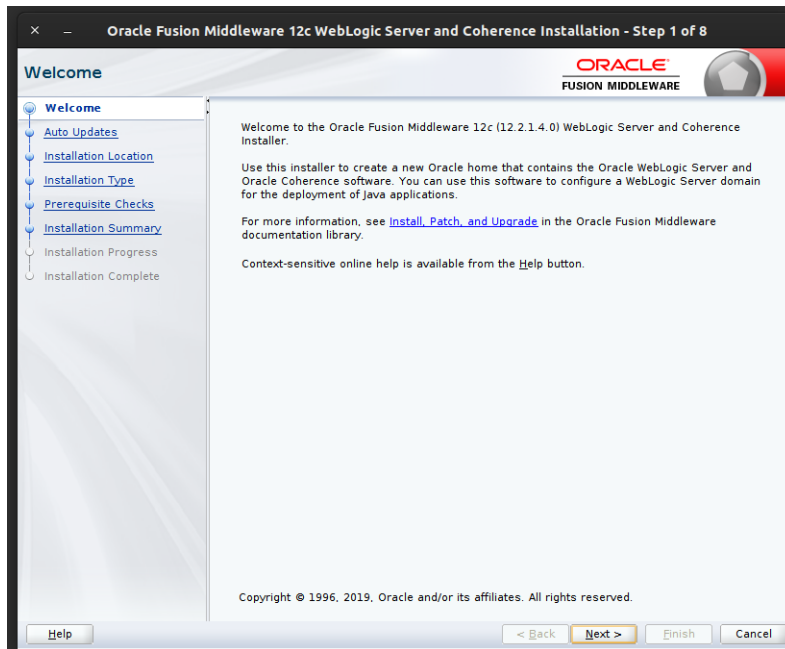 Oracle Fusion Middleware 12c WebLogic Server and Coherence Installation - Step 1 of 8
Welcome
ORACLE
FUSION MIDDLEWARE
Welcome
Auto Updates
Installation Location
Installation Type
Prerequisite Checks
Installation Summary
Installation Progress
Installation Complete
Welcome to the Oracle Fusion Middleware 12c (12.2.1.4.0) WebLogic Server and Coherence
Installer.
Use this installer to create a new Oracle home that contains the Oracle WebLogic Server and
Oracle Coherence software. You can use this software to configure a WebLogic Server domain
for the deployment of Java applications.
For more information, see Install, Patch, and Upgrade in the Oracle Fusion Middleware
documentation library.
Context-sensitive online help is available from the Help button.
Copyright © 1996, 2019, Oracle and/or its affiliates. All rights reserved.
Help
< Back
Next >
Finish
Cancel